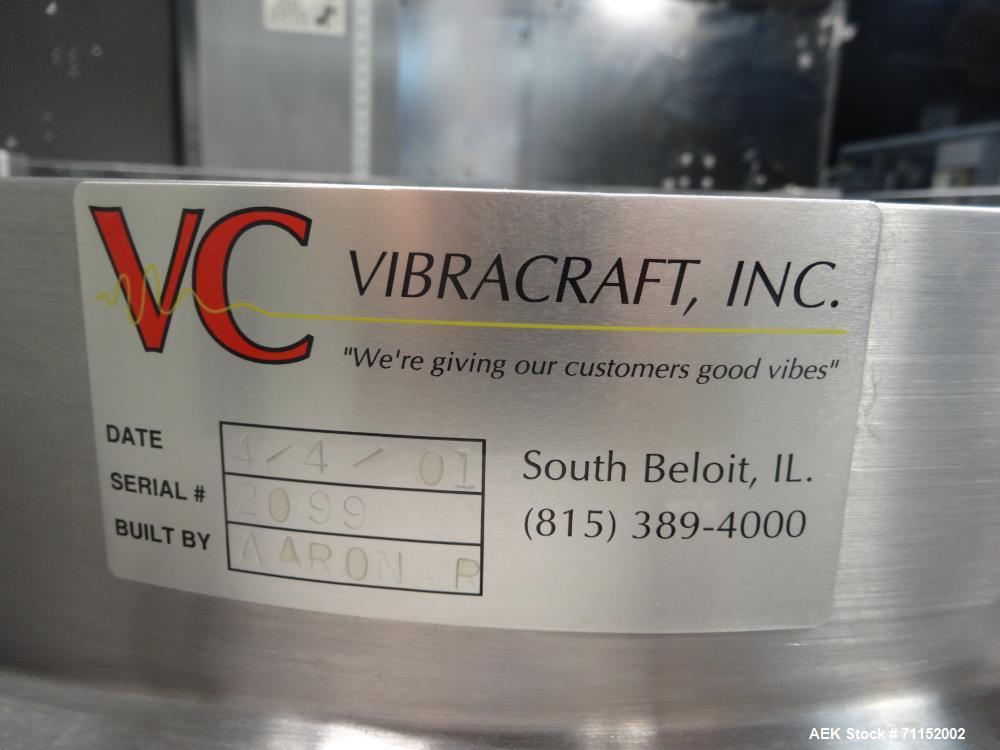 VC
VIBRACRAFT, INC.
"We're giving our customers good vibes"
DATE 4/4/01
SERIAL # 2099
BUILT BY AARON R
South Beloit, IL.
(815) 389-4000
AEK Stock # 71152002